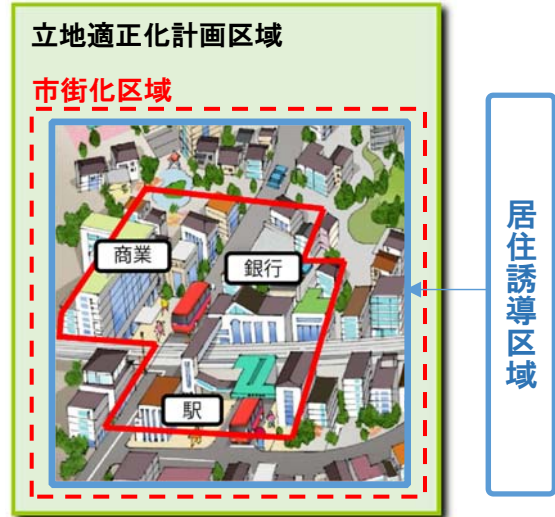 立地適正化計画区域
市街化区域
商業
銀行
駅
居住誘導区域